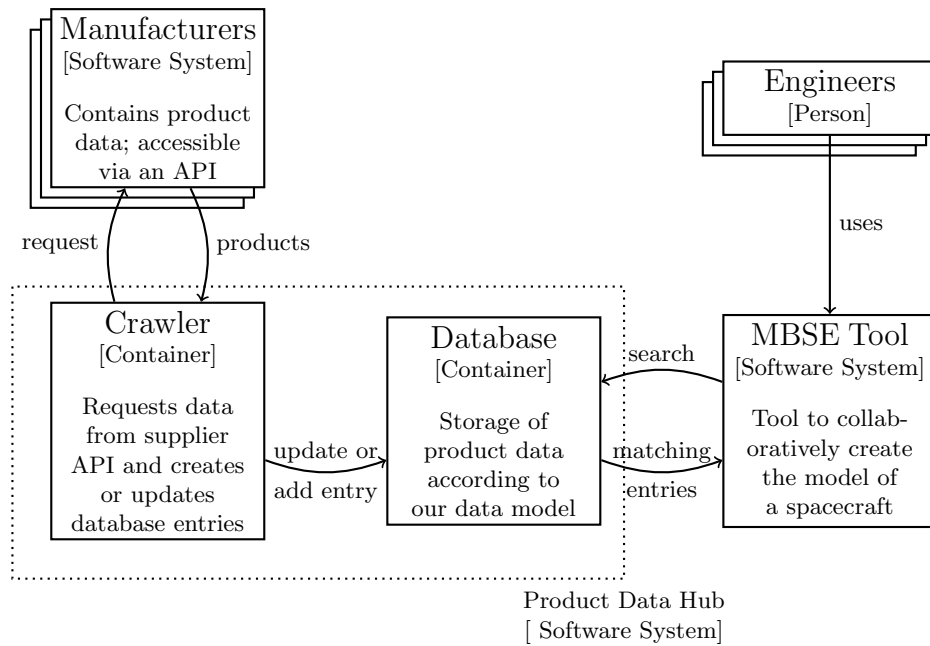 Manufacturers
[Software System]
Contains product
data; accessible
via an API
Engineers
[Person]
request
products
uses
Crawler
[Container]
Requests data
from supplier
API and creates
or updates
database entries
update or
add entry
Database
[Container]
Storage of
product data
according to
our data model
search
matching
entries
MBSE Tool
[Software System]
Tool to collab-
oratively create
the model of
a spacecraft
Product Data Hub
[ Software System]